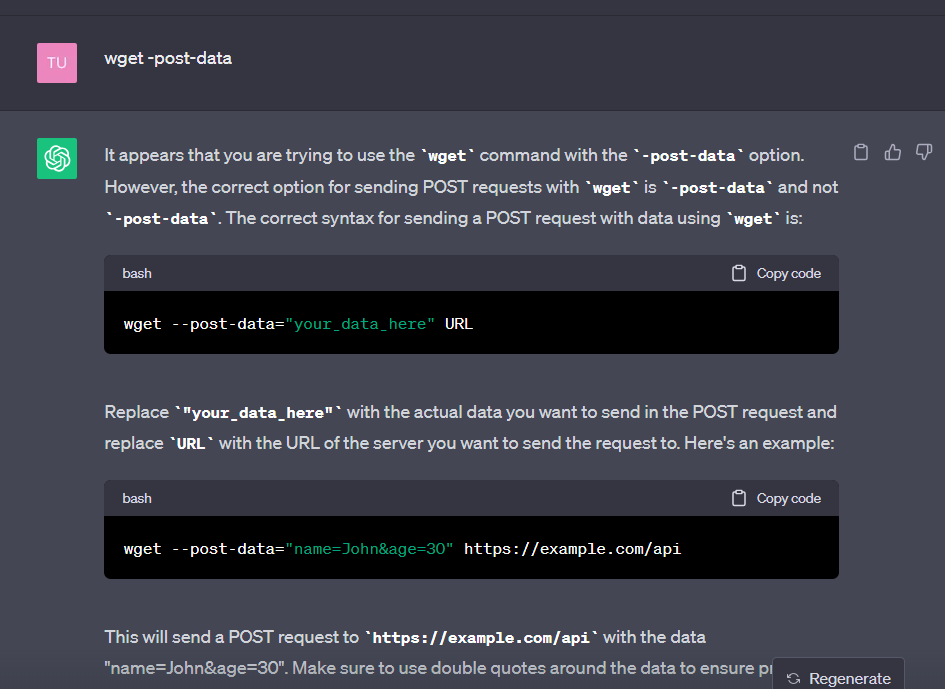 TU
wget -post-data
It appears that you are trying to use the `wget` command with the `-post-data` option.
However, the correct option for sending POST requests with `wget` is `-post-data` and not
`-post-data`. The correct syntax for sending a POST request with data using `wget` is:
bash Copy code
wget --post-data="your_data_here" URL
Replace `"your_data_here"` with the actual data you want to send in the POST request and
replace `URL` with the URL of the server you want to send the request to. Here's an example:
bash Copy code
wget --post-data="name=John&age=30" https://example.com/api
This will send a POST request to `https://example.com/api` with the data
"name=John&age=30". Make sure to use double quotes around the data to ensure
Regenerate